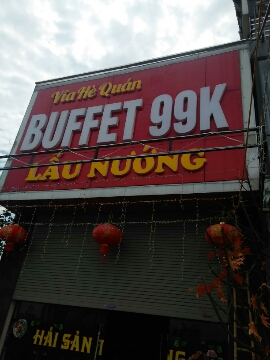 Vỉa Hè Quán
BUFFET 99K
LẨU NƯỚNG
HẢI SẢN